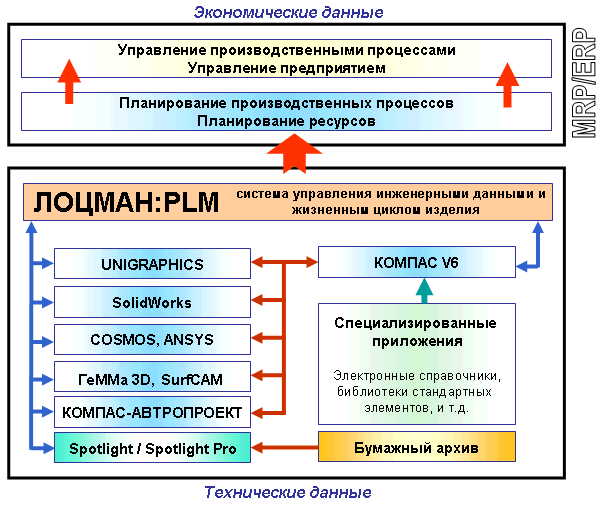 Экономические данные
Управление производственными процессами
Управление предприятием
Планирование производственных процессов
Планирование ресурсов
MRP/ERP
ЛОЦМАН:PLM
система управления инженерными данными и
жизненным циклом изделия
UNIGRAPHICS
КОМПАС V6
SolidWorks
COSMOS, ANSYS
ГеММа 3D, SurfCAM
КОМПАС-АВТРОПРОЕКТ
Специализированные
приложения
Электронные справочники,
библиотеки стандартных
элементов, и т.д.
Spotlight / Spotlight Pro
Бумажный архив
Технические данные